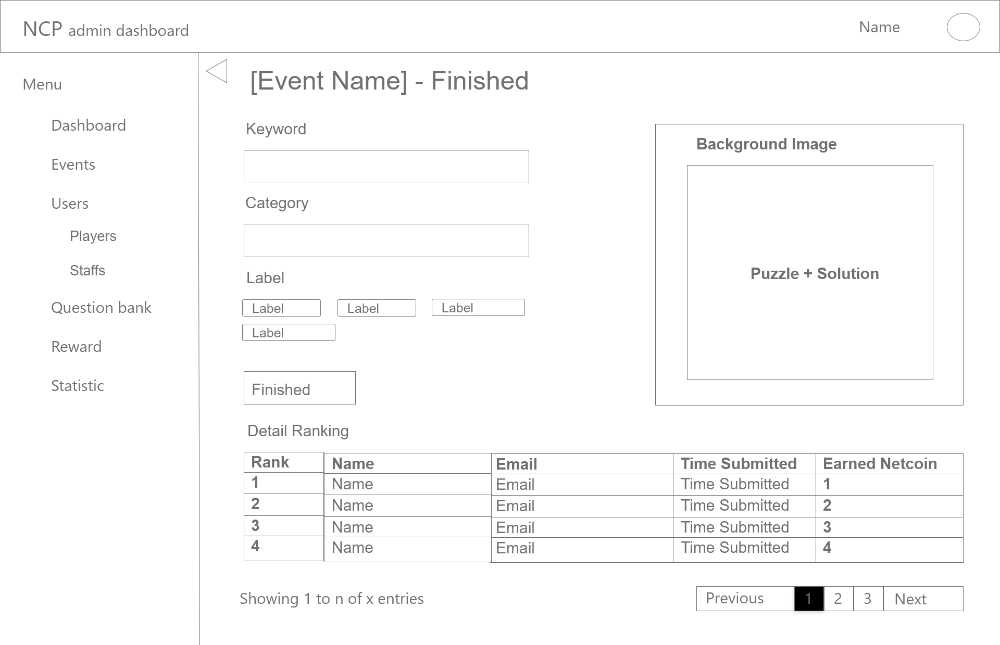 NCP admin dashboard
Name
Menu
Dashboard
Events
Users
Players
Staffs
Question bank
Reward
Statistic
[Event Name] - Finished
Keyword
Category
Label
Label Label Label
Label
Finished
Background Image
Puzzle + Solution
Detail Ranking
Rank Name Email Time Submitted Earned Netcoin
1 Name Email Time Submitted 1
2 Name Email Time Submitted 2
3 Name Email Time Submitted 3
4 Name Email Time Submitted 4
Showing 1 to n of x entries
Previous 1 2 3 Next